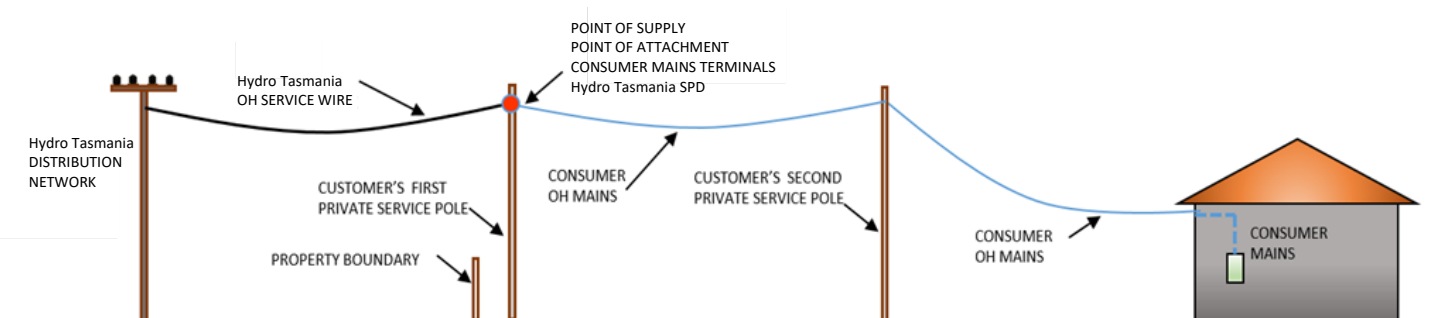 POINT OF SUPPLY
POINT OF ATTACHMENT
CONSUMER MAINS TERMINALS
Hydro Tasmania SPD
Hydro Tasmania
OH SERVICE WIRE
Hydro Tasmania
DISTRIBUTION
NETWORK
CUSTOMER'S FIRST
PRIVATE SERVICE POLE
CONSUMER
OH MAINS
CUSTOMER'S SECOND
PRIVATE SERVICE POLE
PROPERTY BOUNDARY
CONSUMER
OH MAINS
CONSUMER
MAINS